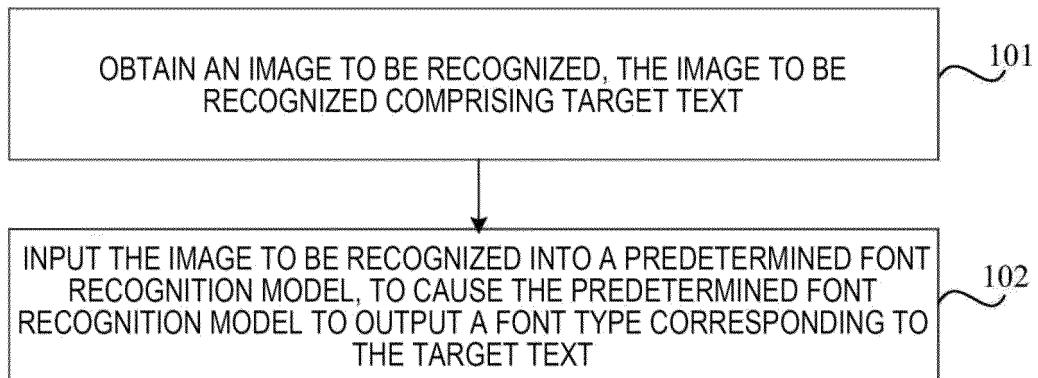 OBTAIN AN IMAGE TO BE RECOGNIZED, THE IMAGE TO BE
RECOGNIZED COMPRISING TARGET TEXT
101
INPUT THE IMAGE TO BE RECOGNIZED INTO A PREDETERMINED FONT
RECOGNITION MODEL, TO CAUSE THE PREDETERMINED FONT
RECOGNITION MODEL TO OUTPUT A FONT TYPE CORRESPONDING TO
THE TARGET TEXT
102